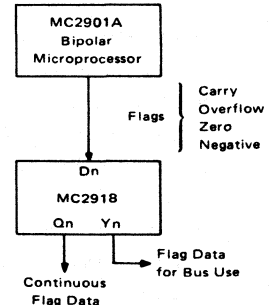 MC2901A
Bipolar
Microprocessor
Flags
Carry
Overflow
Zero
Negative
Dn
MC2918
Qn Yn
Flag Data
for Bus Use
Continuous
Flag Data